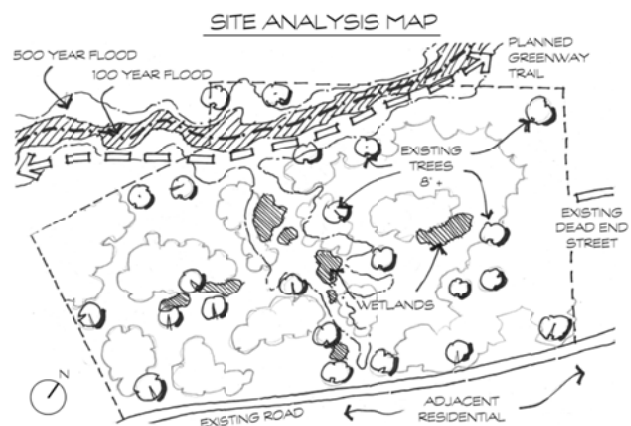 SITE ANALYSIS MAP
500 YEAR FLOOD
100 YEAR FLOOD
PLANNED
GREENWAY
TRAIL
EXISTING
TREES
8' +
EXISTING
DEAD END
STREET
WETLANDS
N
EXISTING ROAD
ADJACENT
RESIDENTIAL